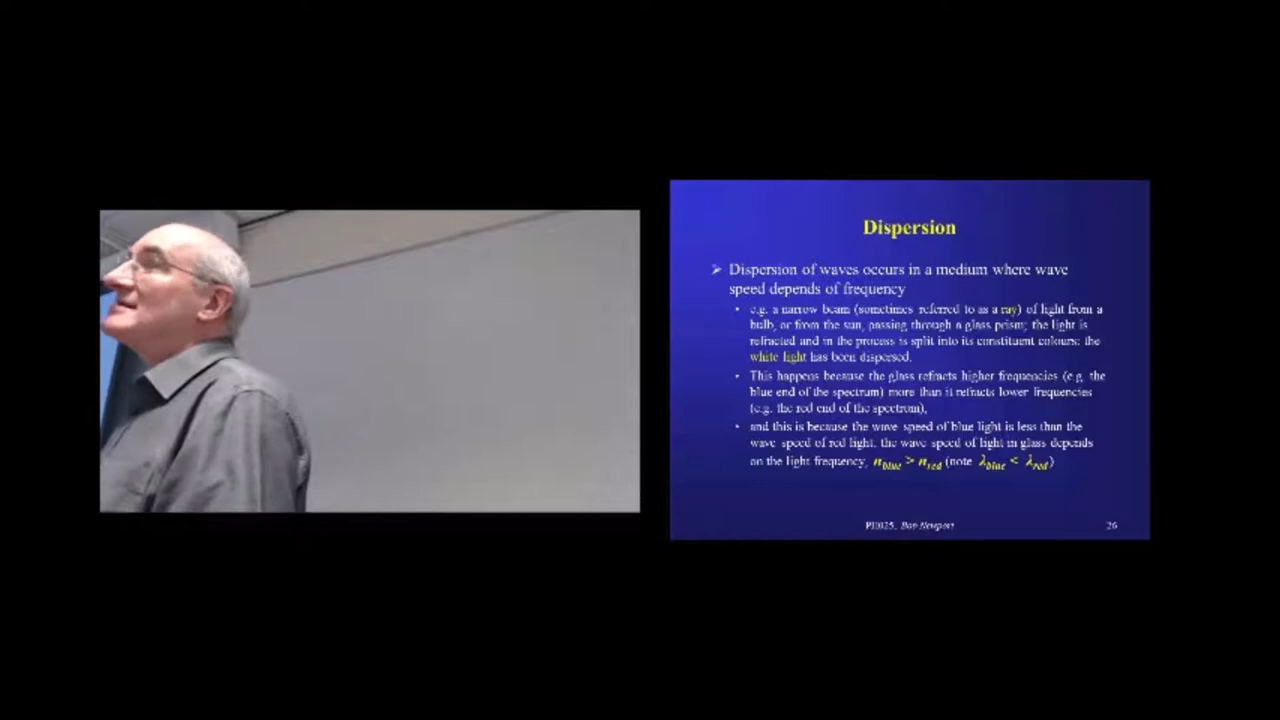 Dispersion
➢ Dispersion of waves occurs in a medium where wave
speed depends of frequency
• e.g. a narrow beam (sometimes referred to as a ray) of light from a
bulb, or from the sun, passing through a glass prism; the light is
refracted and in the process is split into its constituent colours: the
white light has been dispersed.
• This happens because the glass refracts higher frequencies (e.g. the
blue end of the spectrum) more than it refracts lower frequencies
(e.g. the red end of the spectrum),
• and this is because the wave speed of blue light is less than the
wave speed of red light. the wave speed of light in glass depends
on the light frequency, n_blue > n_red (note λ_blue < λ_red)
PH025, Bob Newport
26